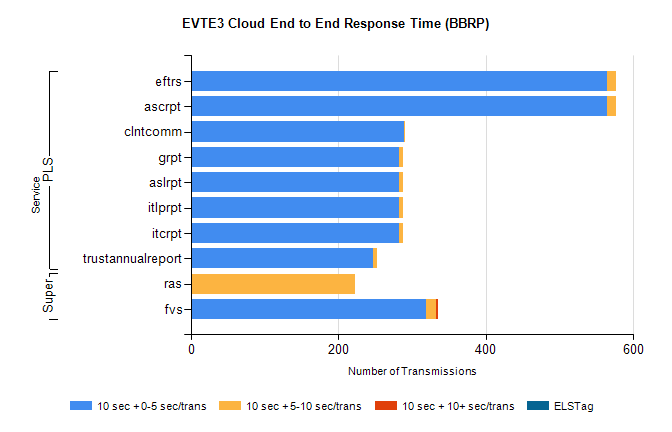 EVTE3 Cloud End to End Response Time (BBRP)
Service
PLS
eftrs
ascrpt
clntcomm
grpt
aslrpt
itlprpt
itcrpt
trustannualreport
Super
ras
fvs
0 200 400 600
Number of Transmissions
10 sec +0-5 sec/trans 10 sec +5-10 sec/trans 10 sec + 10+ sec/trans ELSTag